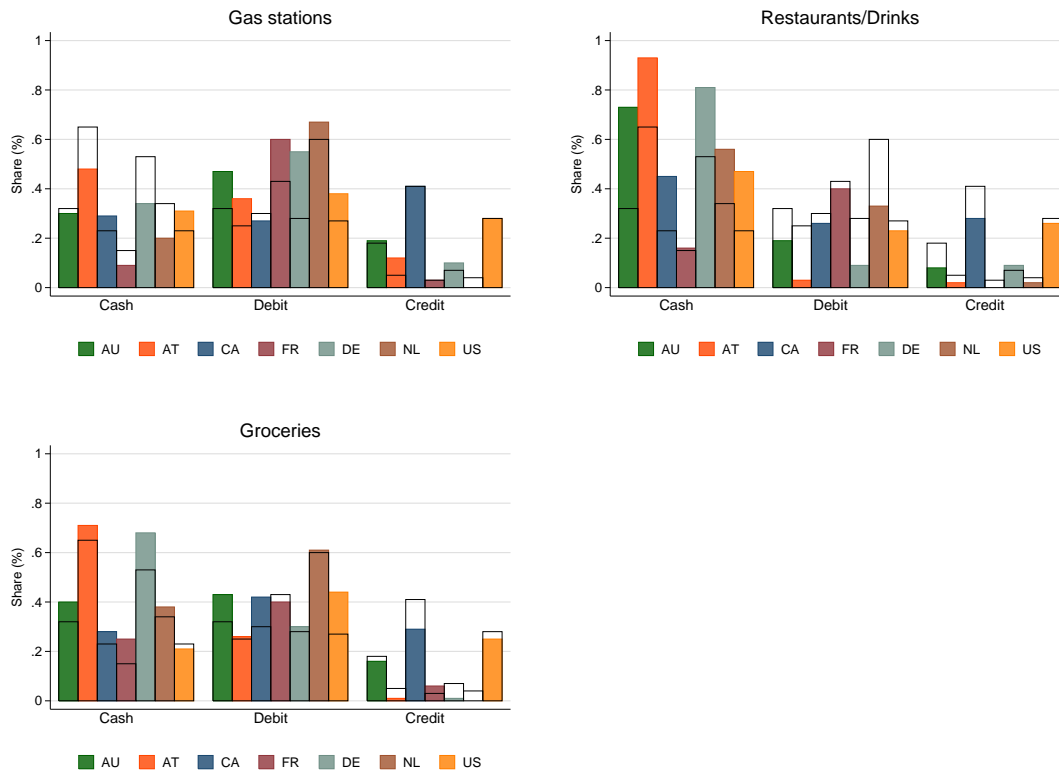 Gas stations
Share (%)
1
.8
.6
.4
.2
0
Cash Debit Credit
AU AT CA FR DE NL US
Restaurants/Drinks
Share (%)
1
.8
.6
.4
.2
0
Cash Debit Credit
AU AT CA FR DE NL US
Groceries
Share (%)
1
.8
.6
.4
.2
0
Cash Debit Credit
AU AT CA FR DE NL US